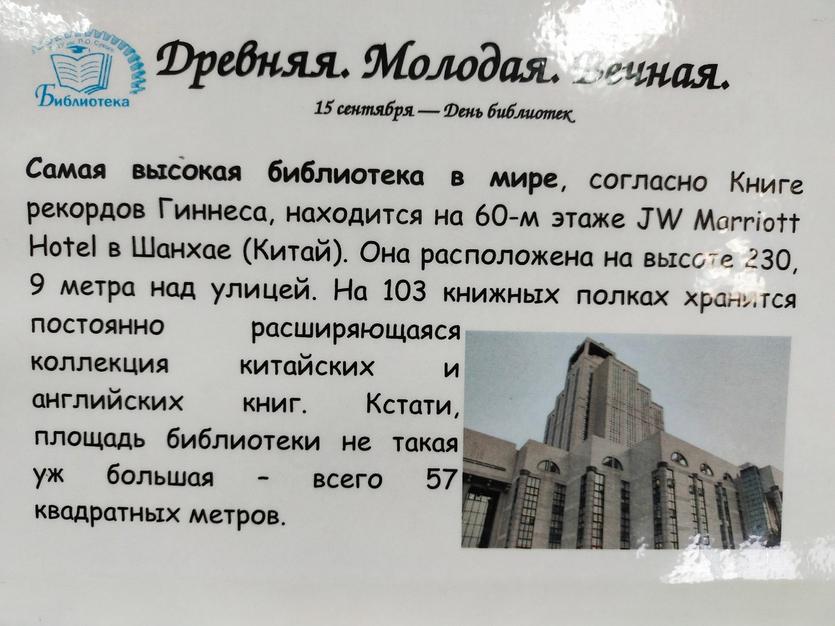 Библиотека
Древняя. Молодая. Вечная.
15 сентября — День библиотек
Самая высокая библиотека в мире, согласно Книге
рекордов Гиннеса, находится на 60-м этаже JW Marriott
Hotel в Шанхае (Китай). Она расположена на высоте 230,
9 метра над улицей. На 103 книжных полках хранится
постоянно расширяющаяся
коллекция китайских и
английских книг. Кстати,
площадь библиотеки не такая
уж большая – всего 57
квадратных метров.